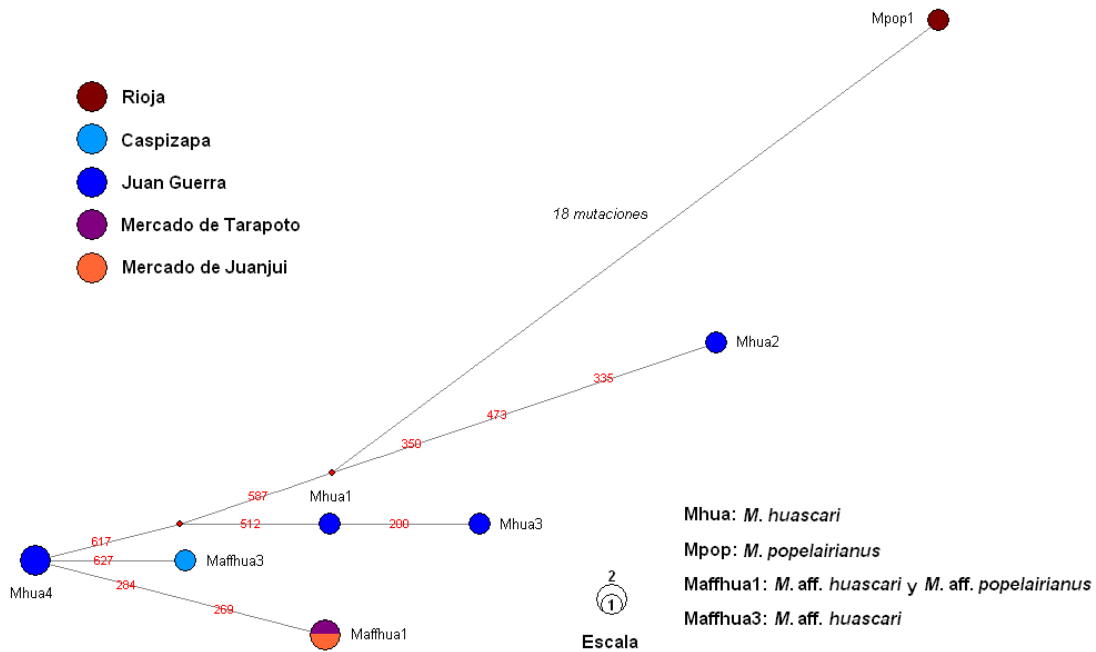 Mpop1
Rioja
Caspizapa
Juan Guerra
Mercado de Tarapoto
Mercado de Juanjui
18 mutaciones
Mhua2
335
473
350
587
Mhua1
512
200
Mhua3
617
627
Maffhua3
Mhua4
284
269
Maffhua1
2
1
Escala
Mhua: M. huascari
Mpop: M. popelairianus
Maffhua1: M. aff. huascari y M. aff. popelairianus
Maffhua3: M. aff. huascari